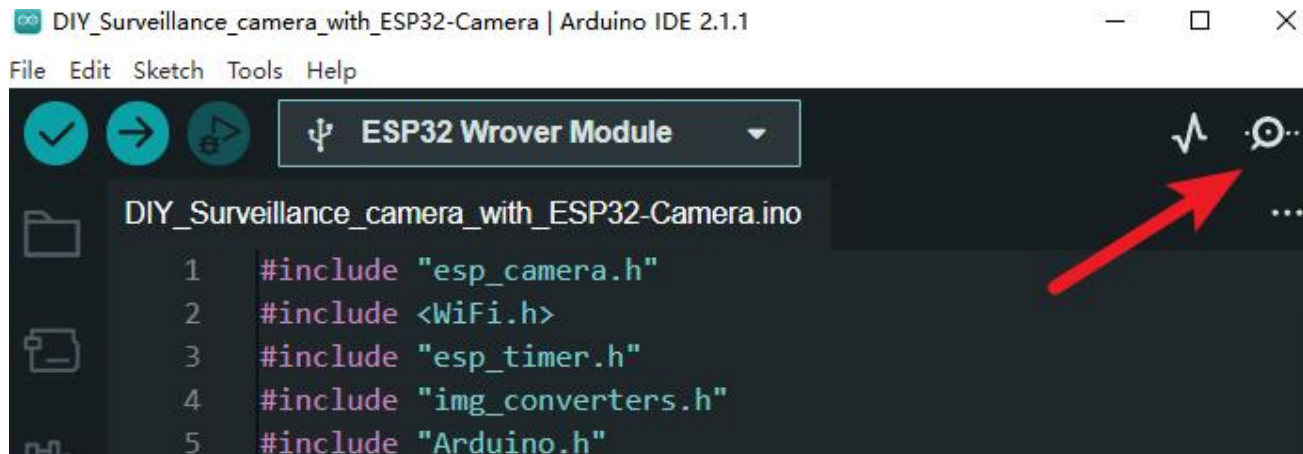 DIY_Surveillance_camera_with_ESP32-Camera | Arduino IDE 2.1.1
File Edit Sketch Tools Help
ESP32 Wrover Module
DIY_Surveillance_camera_with_ESP32-Camera.ino
1 #include "esp_camera.h"
2 #include <WiFi.h>
3 #include "esp_timer.h"
4 #include "img_converters.h"
5 #include "Arduino.h"